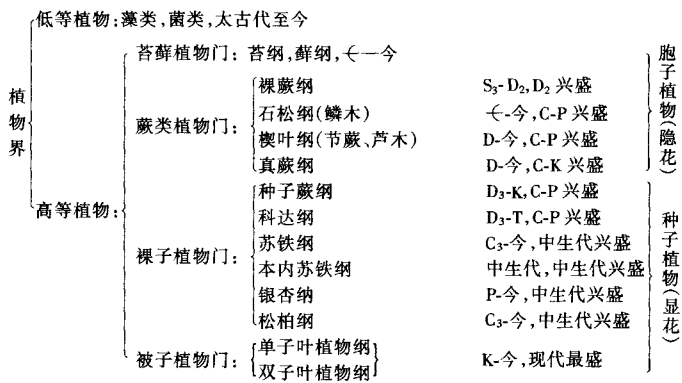 植物界
低等植物:藻类,菌类,太古代至今
高等植物:
苔藓植物门: 苔纲,藓纲,Є—今
蕨类植物门:
裸蕨纲 S₃-D₂,D₂ 兴盛
石松纲(鳞木) Є-今,C-P 兴盛
楔叶纲(节蕨、芦木) D-今,C-P 兴盛
真蕨纲 D-今,C-K 兴盛
裸子植物门:
种子蕨纲 D₃-K,C-P 兴盛
科达纲 D₃-T,C-P 兴盛
苏铁纲 C₃-今,中生代兴盛
本内苏铁纲 中生代,中生代兴盛
银杏纳 P-今,中生代兴盛
松柏纲 C₃-今,中生代兴盛
被子植物门:
单子叶植物纲
双子叶植物纲
K-今,现代最盛
孢子植物(隐花)
种子植物(显花)